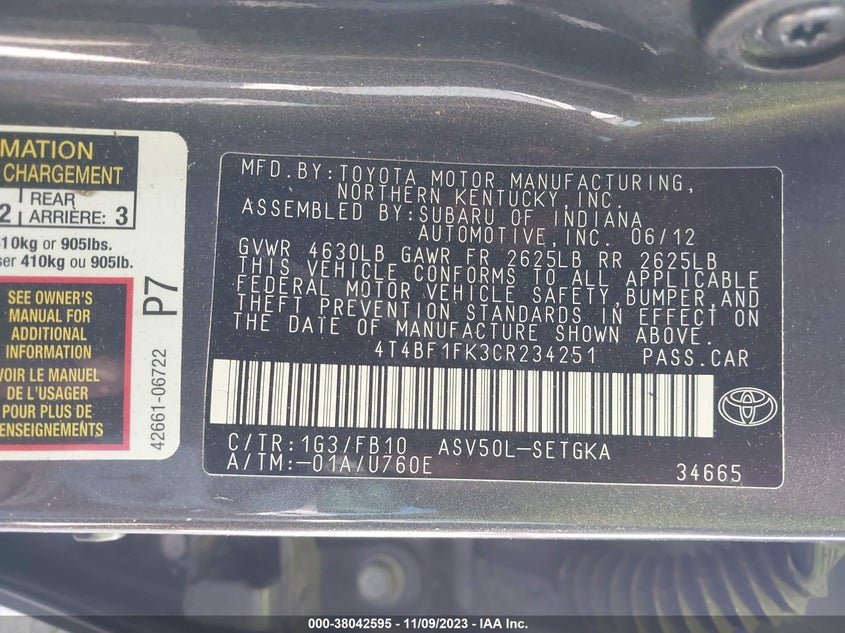 MATION
CHARGEMENT
2 REAR ARRIÈRE: 3
10kg or 905lbs.
ser 410kg ou 905lb.
SEE OWNER'S
MANUAL FOR
ADDITIONAL
INFORMATION
VOIR LE MANUEL
DE L'USAGER
POUR PLUS DE
RENSEIGNEMENTS
P7
42661-06722
MFD.BY:TOYOTA MOTOR MANUFACTURING,
NORTHERN KENTUCKY,INC.
ASSEMBLED BY:SUBARU OF INDIANA
AUTOMOTIVE,INC. 06/12
GVWR 4630LB GAWR FR 2625LB RR 2625LB
THIS VEHICLE CONFORMS TO ALL APPLICABLE
FEDERAL MOTOR VEHICLE SAFETY,BUMPER,AND
THEFT PREVENTION STANDARDS IN EFFECT ON
THE DATE OF MANUFACTURE SHOWN ABOVE.
4T4BF1FK3CR234251 PASS.CAR
C/TR:1G3/FB10 ASV50L-SETGKA
A/TM:-01A/U760E 34665
000-38042595 - 11/09/2023 - IAA Inc.